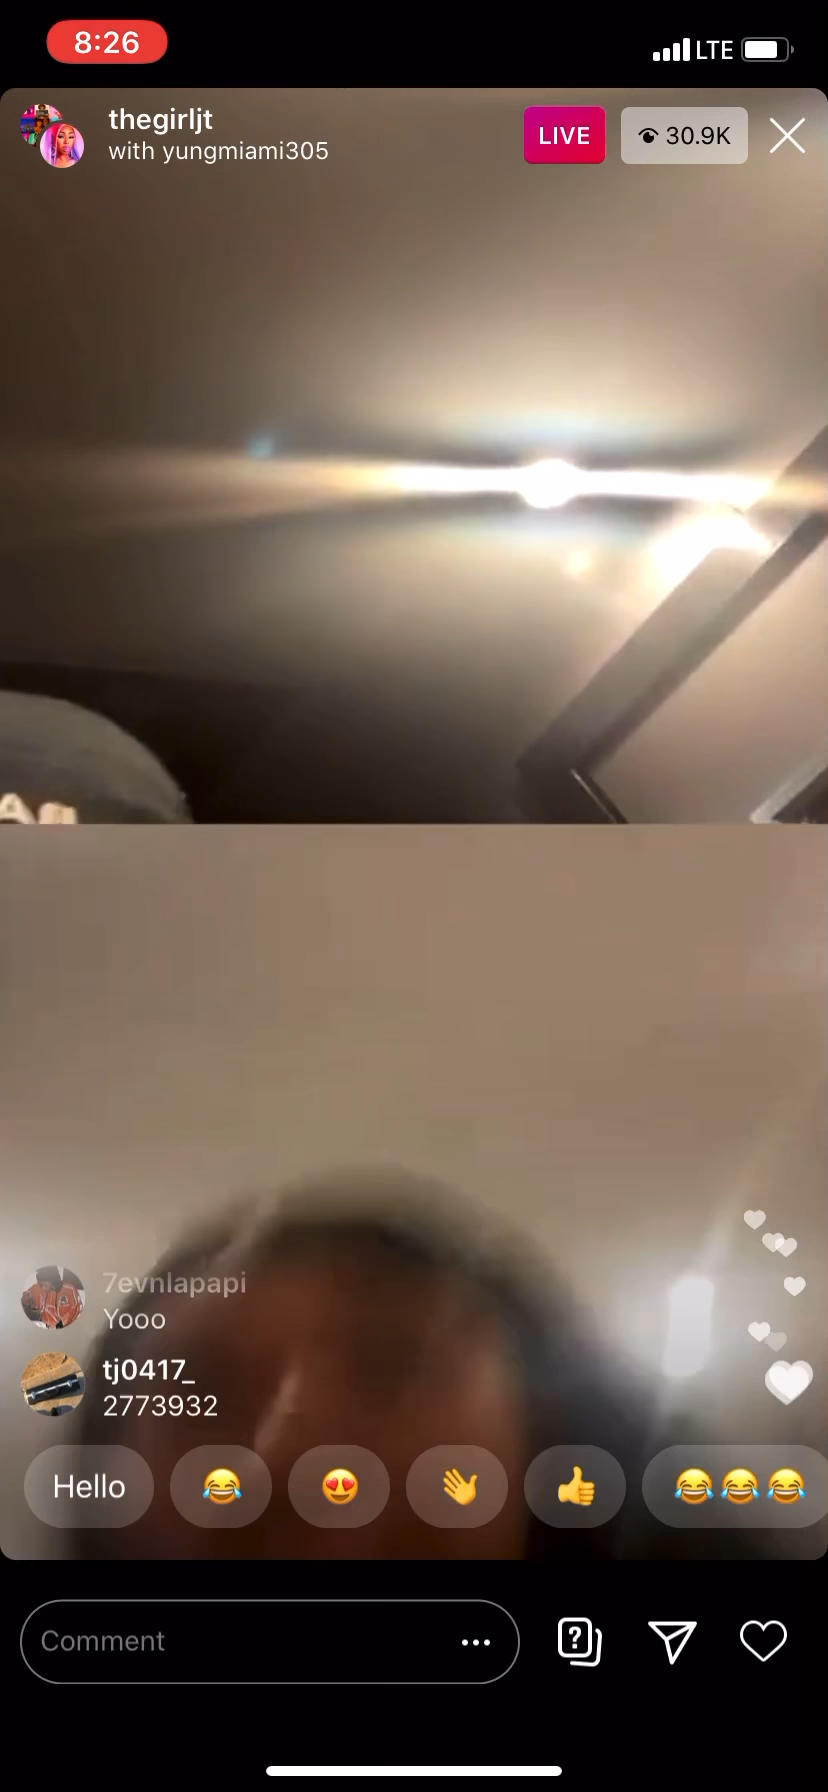 8:26
LTE
thegirljt
with yungmiami305
LIVE
30.9K
7evnlapapi
Yooo
tj0417_
2773932
Hello
Comment